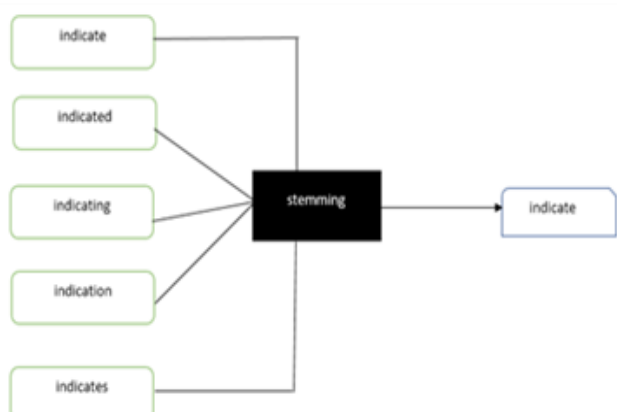 indicate
indicated
indicating
indication
indicates
stemming
indicate